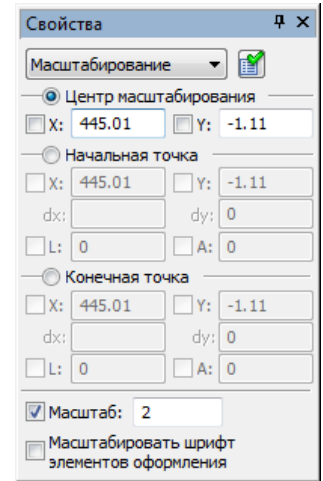 Свойства
Масштабирование
Центр масштабирования
X: 445.01 Y: -1.11
Начальная точка
X: 445.01 Y: -1.11
dx: dy: 0
L: 0 A: 0
Конечная точка
X: 445.01 Y: -1.11
dx: dy: 0
L: 0 A: 0
Масштаб: 2
Масштабировать шрифт
элементов оформления